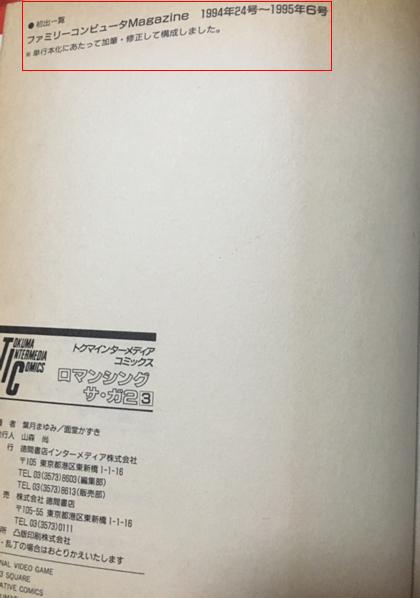 ●初出一覧
ファミリーコンピュータMagazine 1994年24号～1995年6号
※単行本化にあたって加筆・修正して構成しました。
TOKUMA
INTERMEDIA
COMICS
トクマインターメディア
コミックス
ロマンシング
サ・ガ2 3
者 葉月まゆみ/面堂かずき
行人 山森 尚
行 徳間書店インターメディア株式会社
〒105 東京都港区東新橋1-1-16
TEL 03(3573)8603(編集部)
TEL 03(3573)8613(販売部)
売 株式会社 徳間書店
〒105-55 東京都港区東新橋1-1-16
TEL 03(3573)0111
所 凸版印刷株式会社
・乱丁の場合はおとりかえいたします
NAL VIDEO GAME
3 SQUARE
ATIVE COMICS